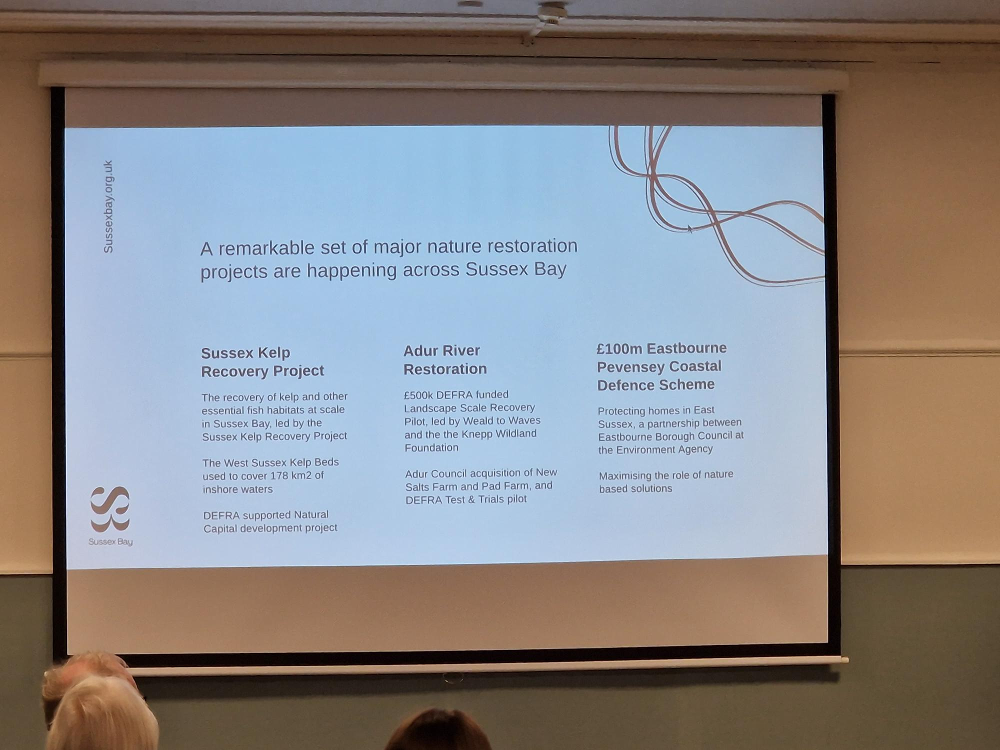 Sussexbay.org.uk
A remarkable set of major nature restoration
projects are happening across Sussex Bay
Sussex Kelp
Recovery Project
The recovery of kelp and other
essential fish habitats at scale
in Sussex Bay, led by the
Sussex Kelp Recovery Project
The West Sussex Kelp Beds
used to cover 178 km2 of
inshore waters
DEFRA supported Natural
Capital development project
Adur River
Restoration
£500k DEFRA funded
Landscape Scale Recovery
Pilot, led by Weald to Waves
and the the Knepp Wildland
Foundation
Adur Council acquisition of New
Salts Farm and Pad Farm, and
DEFRA Test & Trials pilot
£100m Eastbourne
Pevensey Coastal
Defence Scheme
Protecting homes in East
Sussex, a partnership between
Eastbourne Borough Council at
the Environment Agency
Maximising the role of nature
based solutions
Sussex Bay